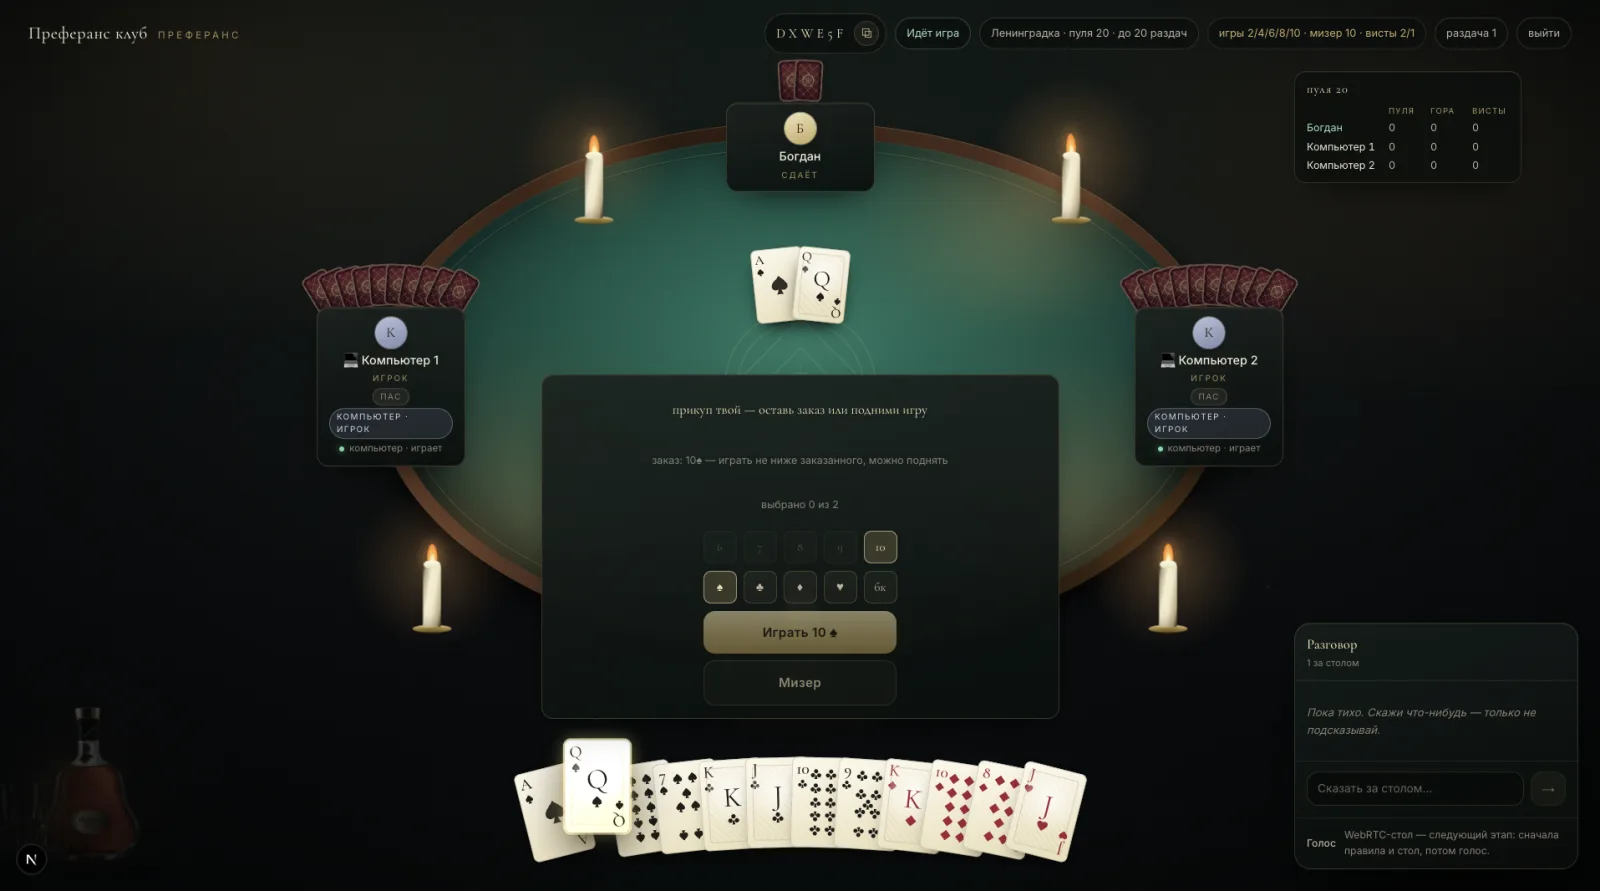 Преферанс клуб ПРЕФЕРАНС
DXWE5F
Идёт игра
Ленинградка · пуля 20 · до 20 раздач
игры 2/4/6/8/10 · мизер 10 · висты 2/1
раздача 1
выйти
пуля 20
ПУЛЯ ГОРА ВИСТЫ
Богдан 0 0 0
Компьютер 1 0 0 0
Компьютер 2 0 0 0
Б
Богдан
СДАЁТ
A
Q
Q
Q
К
Компьютер 1
ИГРОК
ПАС
КОМПЬЮТЕР ·
ИГРОК
компьютер · играет
К
Компьютер 2
ИГРОК
ПАС
КОМПЬЮТЕР ·
ИГРОК
компьютер · играет
прикуп твой — оставь заказ или подними игру
заказ: 10♠ — играть не ниже заказанного, можно поднять
выбрано 0 из 2
6 7 8 9 10
♠ ♣ ♦ ♥ бк
Играть 10 ♠
Мизер
A
Q
Q
Q
7
K
K
J
J
10
9
K
K
10
8
J
J
J
Разговор
1 за столом
Пока тихо. Скажи что-нибудь — только не
подсказывай.
Сказать за столом... →
Голос
WebRTC-стол — следующий этап: сначала
правила и стол, потом голос.
N